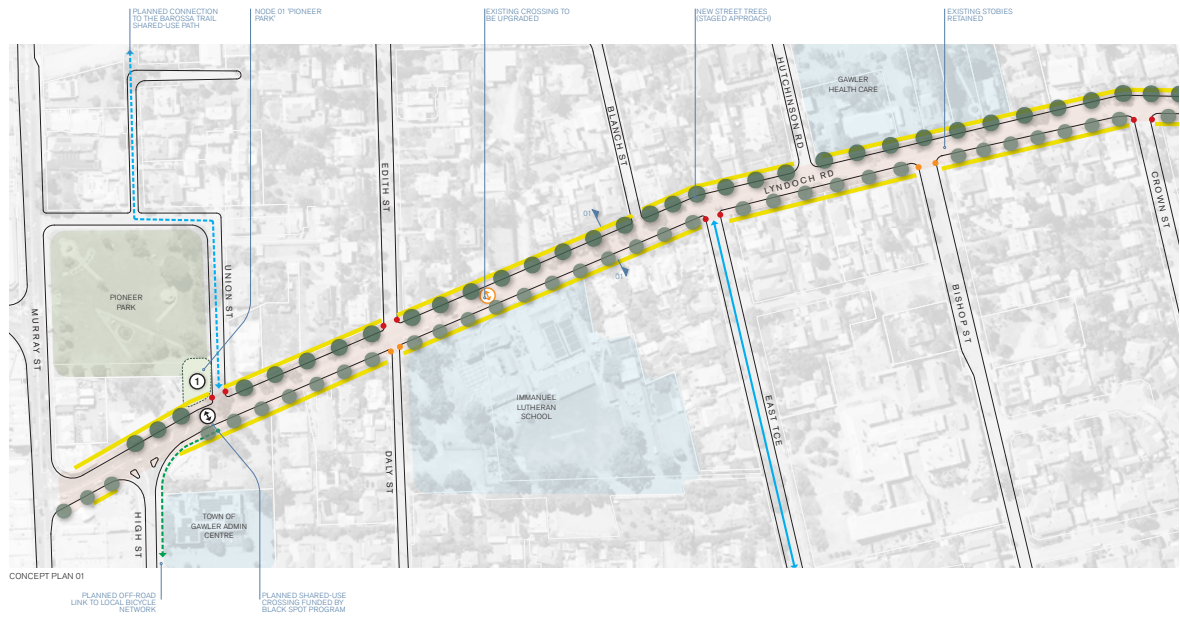 PLANNED CONNECTION
TO THE BAROSSA TRAIL
SHARED-USE PATH
NODE 01 'PIONEER
PARK'
EXISTING CROSSING TO
BE UPGRADED
NEW STREET TREES
(STAGED APPROACH)
EXISTING STOBIES
RETAINED
HUTCHINSON RD
GAWLER
HEALTH CARE
BLANCH ST
EDITH ST
LYNDOCH RD
CROWN ST
01
01
UNION ST
PIONEER
PARK
MURRAY ST
BISHOP ST
1
IMMANUEL
LUTHERAN
SCHOOL
EAST TCE
DALY ST
HIGH ST
TOWN OF
GAWLER ADMIN
CENTRE
CONCEPT PLAN 01
PLANNED OFF-ROAD
LINK TO LOCAL BICYCLE
NETWORK
PLANNED SHARED-USE
CROSSING FUNDED BY
BLACK SPOT PROGRAM